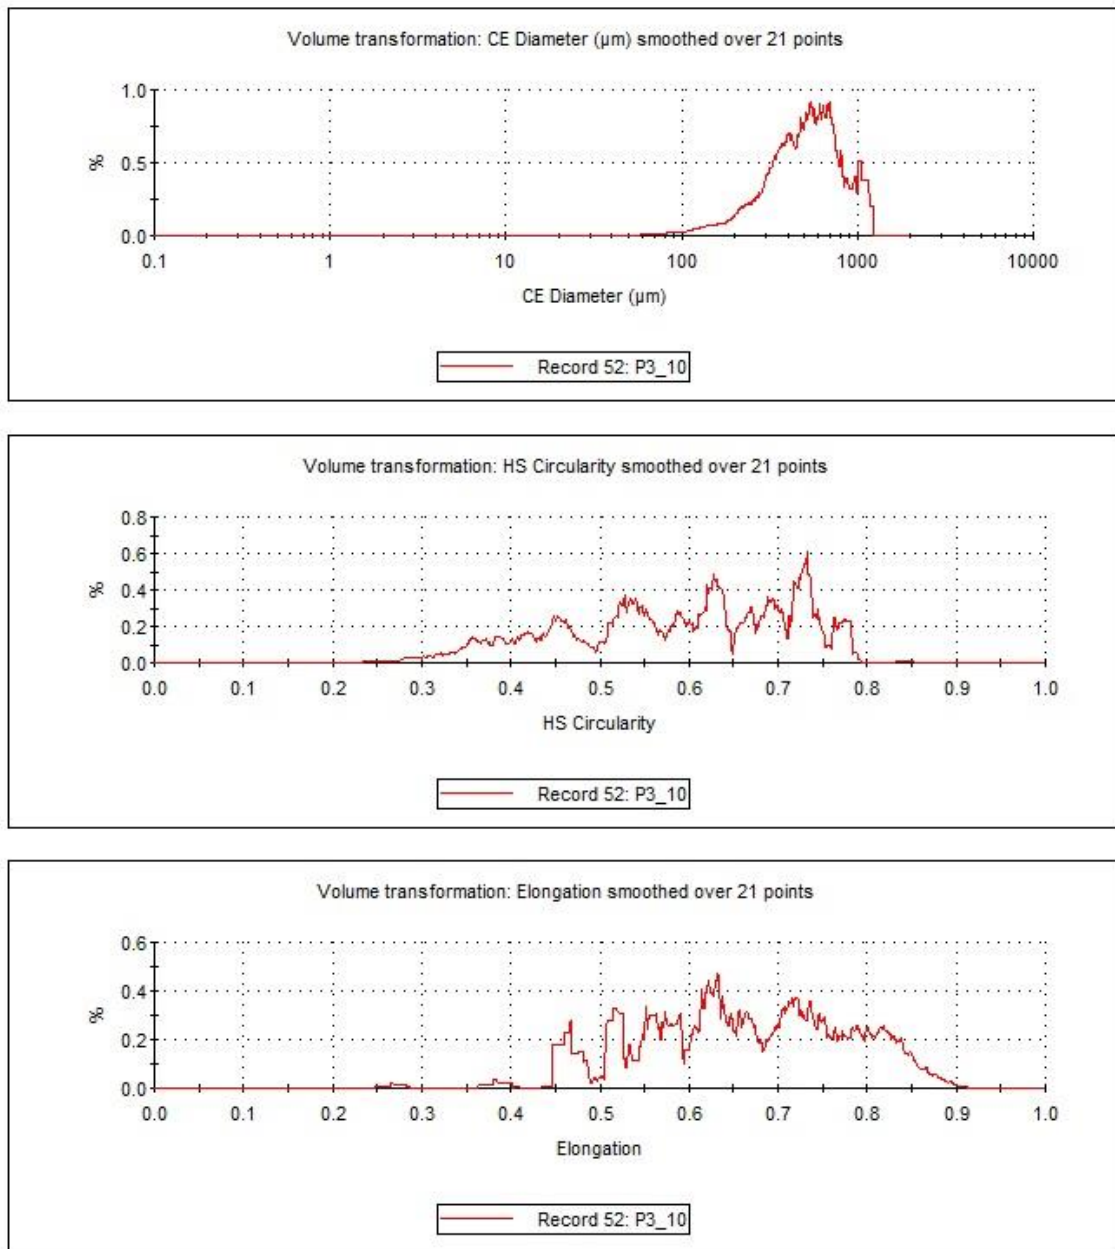 Volume transformation: CE Diameter (µm) smoothed over 21 points
1.0
0.5
0.0
%
0.1 1 10 100 1000 10000
CE Diameter (µm)
Record 52: P3_10
Volume transformation: HS Circularity smoothed over 21 points
0.8
0.6
0.4
0.2
0.0
%
0.0 0.1 0.2 0.3 0.4 0.5 0.6 0.7 0.8 0.9 1.0
HS Circularity
Record 52: P3_10
Volume transformation: Elongation smoothed over 21 points
0.6
0.4
0.2
0.0
%
0.0 0.1 0.2 0.3 0.4 0.5 0.6 0.7 0.8 0.9 1.0
Elongation
Record 52: P3_10